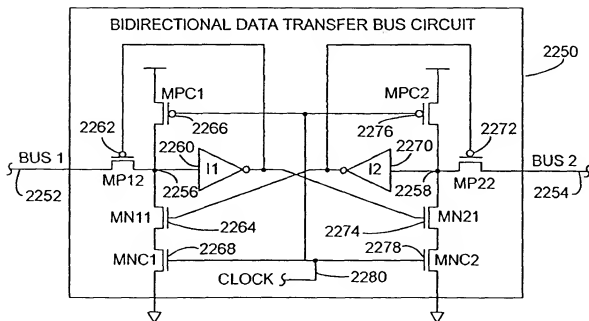 BIDIRECTIONAL DATA TRANSFER BUS CIRCUIT
2250
MPC1
MPC2
2262
2266
2276
2272
2260
2270
BUS 1
I1
I2
BUS 2
MP12
2256
2258
MP22
2252
2254
MN11
2264
2274
MN21
2268
2278
MNC1
MNC2
CLOCK
2280